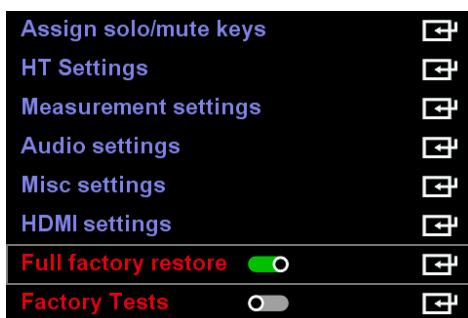 Assign solo/mute keys
HT Settings
Measurement settings
Audio settings
Misc settings
HDMI settings
Full factory restore
Factory Tests